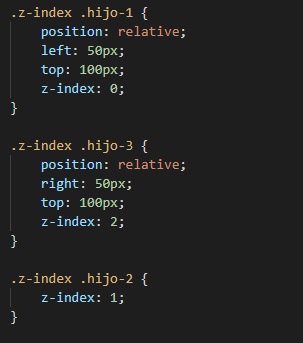 .z-index .hijo-1 {
    position: relative;
    left: 50px;
    top: 100px;
    z-index: 0;
}

.z-index .hijo-3 {
    position: relative;
    right: 50px;
    top: 100px;
    z-index: 2;
}

.z-index .hijo-2 {
    z-index: 1;
}